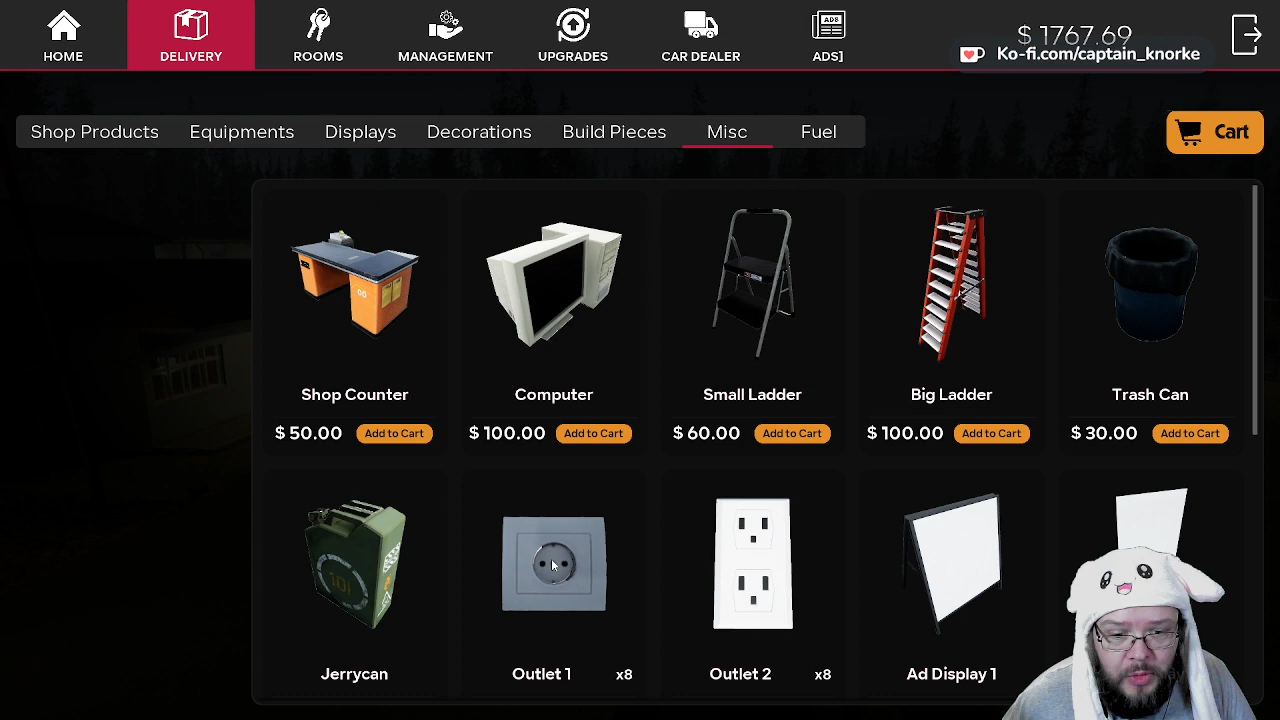 HOME
DELIVERY
ROOMS
MANAGEMENT
UPGRADES
CAR DEALER
ADS
ADS]
$ 1767.69
Ko-fi.com/captain_knorke
Shop Products
Equipments
Displays
Decorations
Build Pieces
Misc
Fuel
Cart
Shop Counter
Computer
Small Ladder
Big Ladder
Trash Can
$ 50.00 Add to Cart
$ 100.00 Add to Cart
$ 60.00 Add to Cart
$ 100.00 Add to Cart
$ 30.00 Add to Cart
Jerrycan
Outlet 1 x8
Outlet 2 x8
Ad Display 1